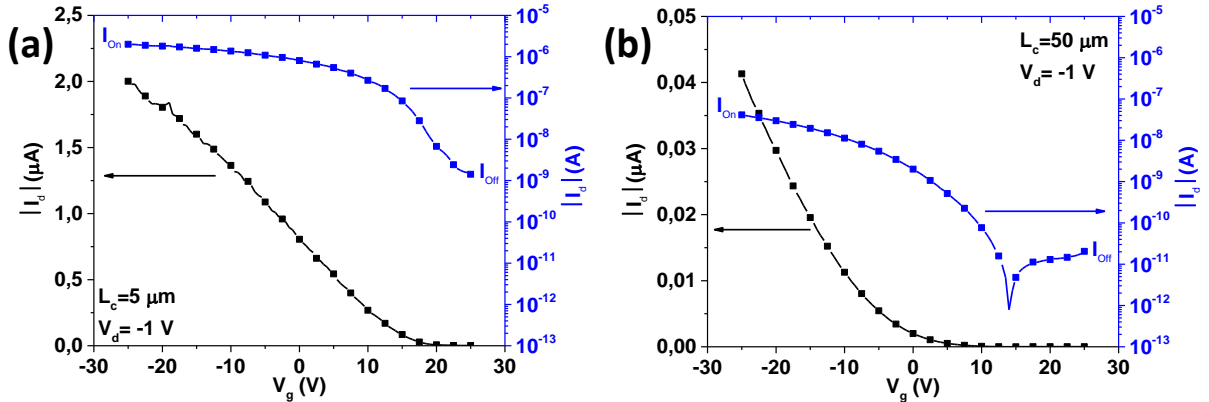 (a)
I_On
I_Off
L_c=5 μm
V_d= -1 V
2,5
2,0
1,5
1,0
0,5
0,0
|I_d| (μA)
-30 -20 -10 0 10 20 30
V_g (V)
10^-5
10^-6
10^-7
10^-8
10^-9
10^-10
10^-11
10^-12
10^-13
|I_d| (A)
(b)
L_c=50 μm
V_d= -1 V
I_On
I_Off
0,05
0,04
0,03
0,02
0,01
0,00
|I_d| (μA)
-30 -20 -10 0 10 20 30
V_g (V)
10^-5
10^-6
10^-7
10^-8
10^-9
10^-10
10^-11
10^-12
10^-13
|I_d| (A)